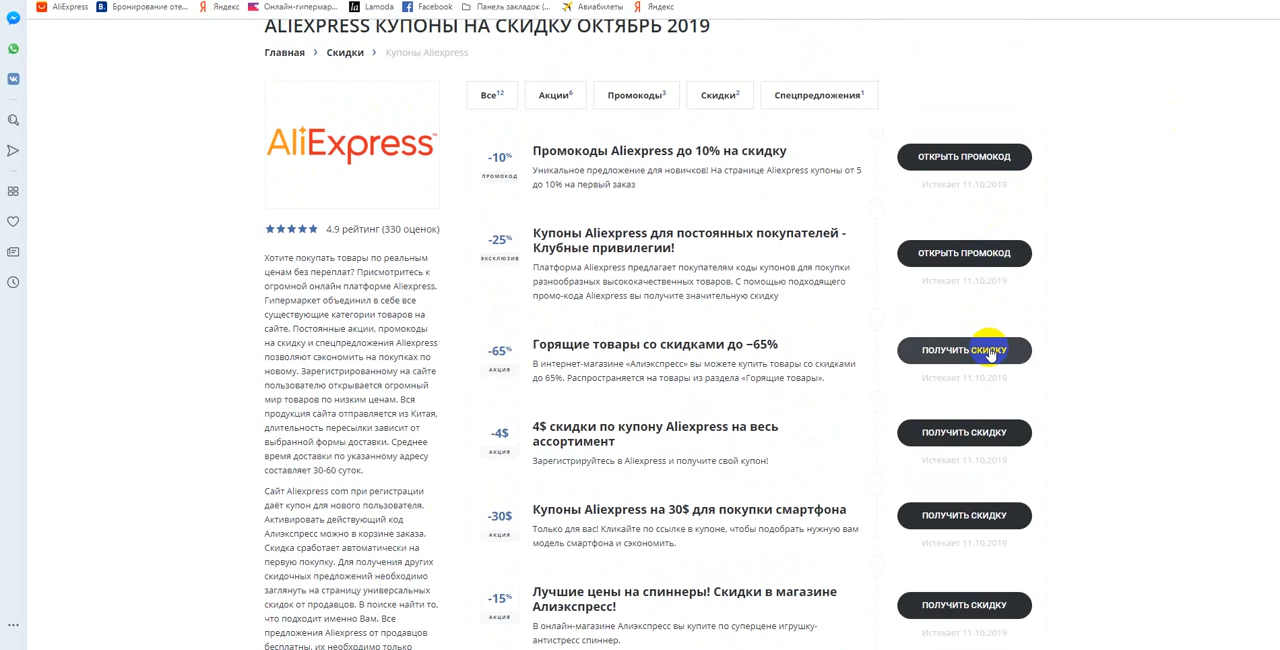 AliExpress
B. Бронирование оте...
Яндекс
Онлайн-гипермар...
la Lamoda
Facebook
Панель закладок (...
Авиабилеты
Яндекс
ALIEXPRESS КУПОНЫ НА СКИДКУ ОКТЯБРЬ 2019
Главная > Скидки > Купоны Aliexpress
AliExpress™
4.9 рейтинг (330 оценок)
Хотите покупать товары по реальным
ценам без переплат? Присмотритесь к
огромной онлайн платформе Aliexpress.
Гипермаркет объединил в себе все
существующие категории товаров на
сайте. Постоянные акции, промокоды
на скидку и спецпредложения Aliexpress
позволяют сэкономить на покупках по
новому. Зарегистрированному на сайте
пользователю открывается огромный
мир товаров по низким ценам. Вся
продукция сайта отправляется из Китая,
длительность пересылки зависит от
выбранной формы доставки. Среднее
время доставки по указанному адресу
составляет 30-60 суток.
Сайт Aliexpress com при регистрации
даёт купон для нового пользователя.
Активировать действующий код
Алиэкспресс можно в корзине заказа.
Скидка сработает автоматически на
первую покупку. Для получения других
скидочных предложений необходимо
заглянуть на страницу универсальных
скидок от продавцов. В поиске найти то,
что подходит именно Вам. Все
предложения Aliexpress от продавцов
бесплатны, их необходимо только
Все12
Акции6
Промокоды3
Скидки2
Спецпредложения1
-10%
ПРОМОКОД
Промокоды Aliexpress до 10% на скидку
Уникальное предложение для новичков! На странице Aliexpress купоны от 5
до 10% на первый заказ
ОТКРЫТЬ ПРОМОКОД
Истекает 11.10.2019
-25%
ЭКСКЛЮЗИВ
Купоны Aliexpress для постоянных покупателей -
Клубные привилегии!
Платформа Aliexpress предлагает покупателям коды купонов для покупки
разнообразных высококачественных товаров. С помощью подходящего
промо-кода Aliexpress вы получите значительную скидку
ОТКРЫТЬ ПРОМОКОД
Истекает 11.10.2019
-65%
АКЦИЯ
Горящие товары со скидками до −65%
В интернет-магазине «Алиэкспресс» вы можете купить товары со скидками
до 65%. Распространяется на товары из раздела «Горящие товары».
ПОЛУЧИТЬ СКИДКУ
Истекает 11.10.2019
-4$
АКЦИЯ
4$ скидки по купону Aliexpress на весь
ассортимент
Зарегистрируйтесь в Aliexpress и получите свой купон!
ПОЛУЧИТЬ СКИДКУ
Истекает 11.10.2019
-30$
АКЦИЯ
Купоны Aliexpress на 30$ для покупки смартфона
Только для вас! Кликайте по ссылке в купоне, чтобы подобрать нужную вам
модель смартфона и сэкономить.
ПОЛУЧИТЬ СКИДКУ
Истекает 11.10.2019
-15%
АКЦИЯ
Лучшие цены на спиннеры! Скидки в магазине
Алиэкспресс!
В онлайн-магазине Алиэкспресс вы купите по суперцене игрушку-
антистресс спиннер.
ПОЛУЧИТЬ СКИДКУ
Истекает 11.10.2019